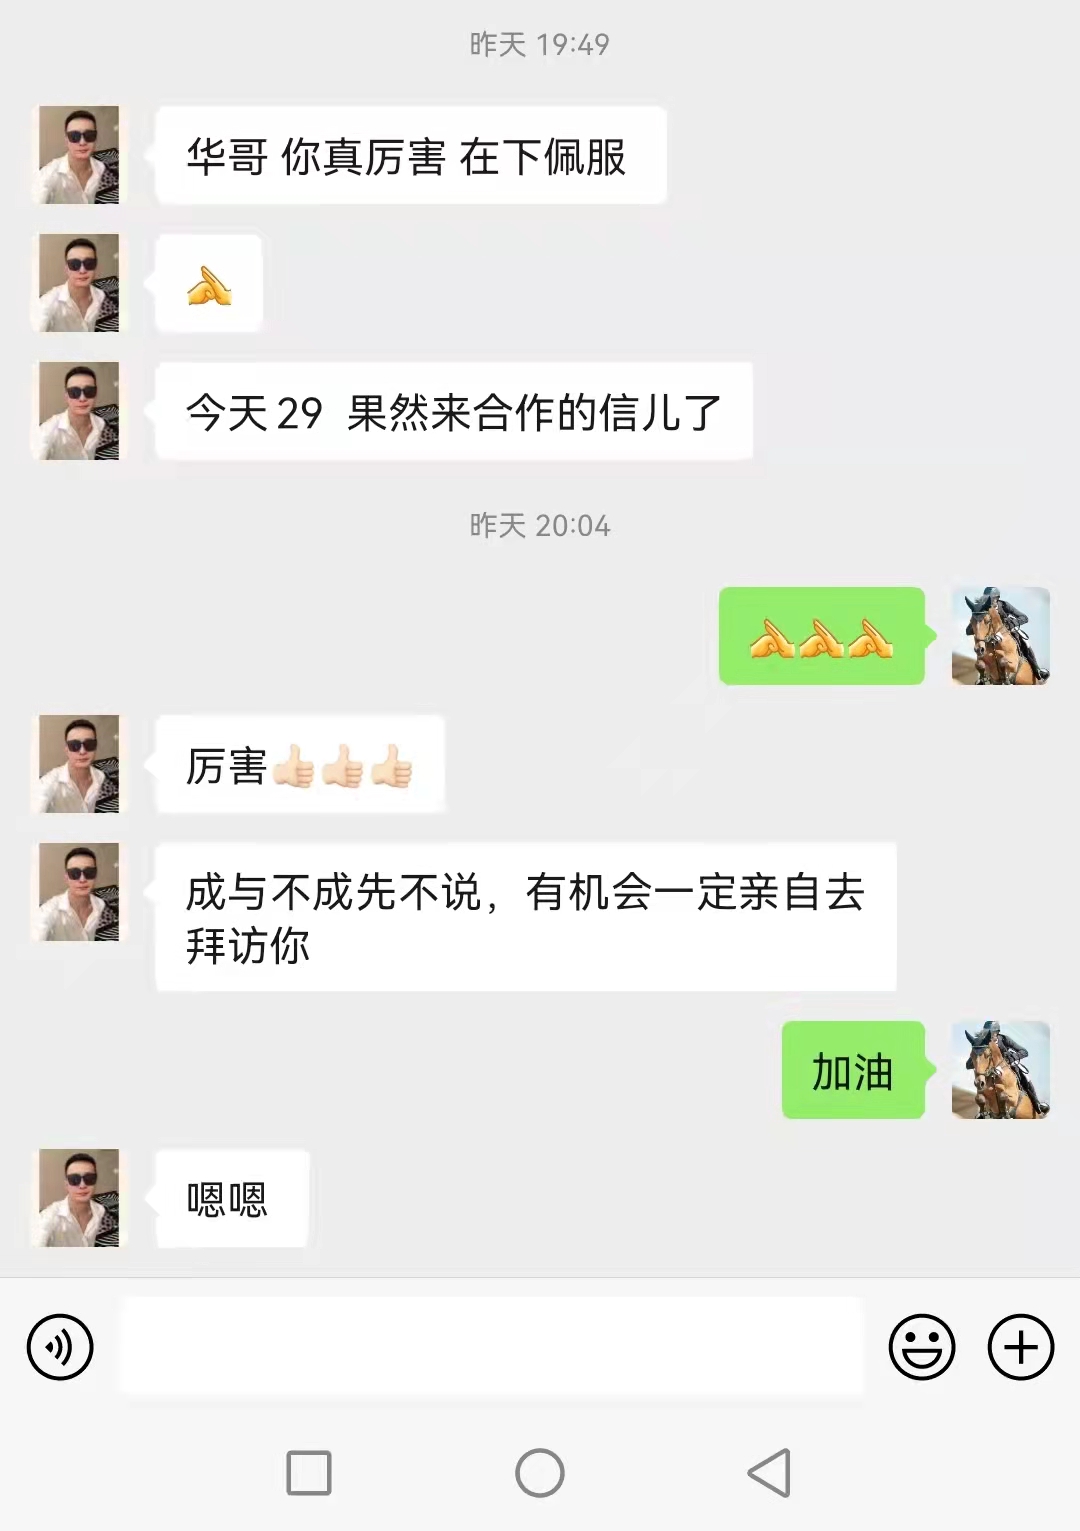 昨天 19:49
华哥 你真厉害 在下佩服
今天 29 果然来合作的信儿了
昨天 20:04
厉害👍🏻👍🏻👍🏻
成与不成先不说，有机会一定亲自去
拜访你
加油
嗯嗯